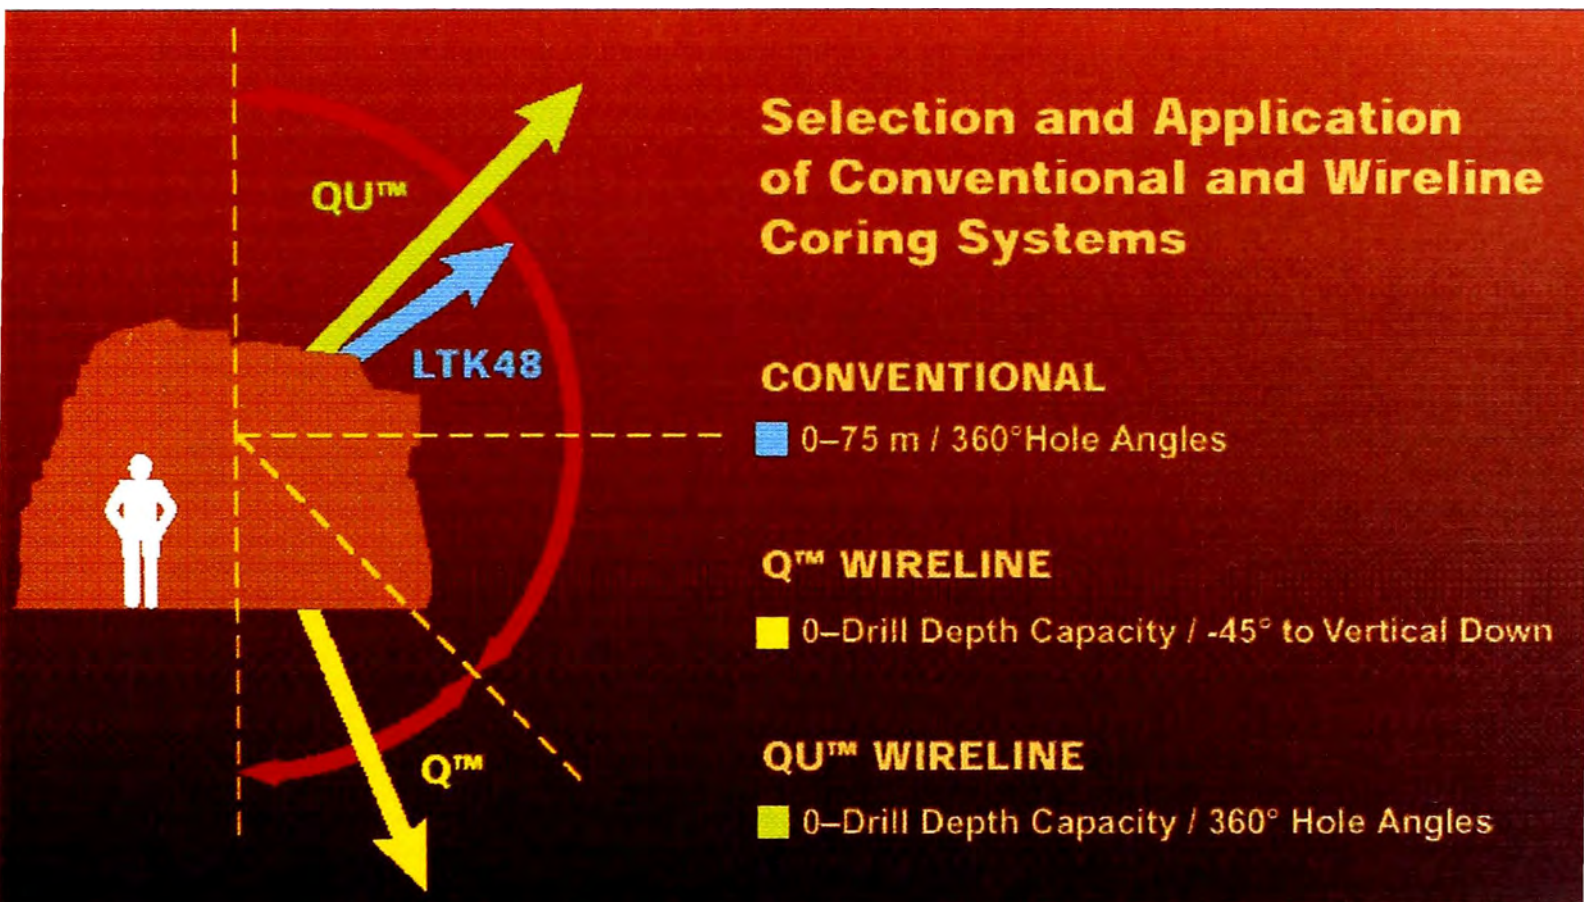 Selection and Application
of Conventional and Wireline
Coring Systems
QU™
LTK48
Q™
CONVENTIONAL
0–75 m / 360°Hole Angles
Q™ WIRELINE
0–Drill Depth Capacity / -45° to Vertical Down
QU™ WIRELINE
0–Drill Depth Capacity / 360° Hole Angles